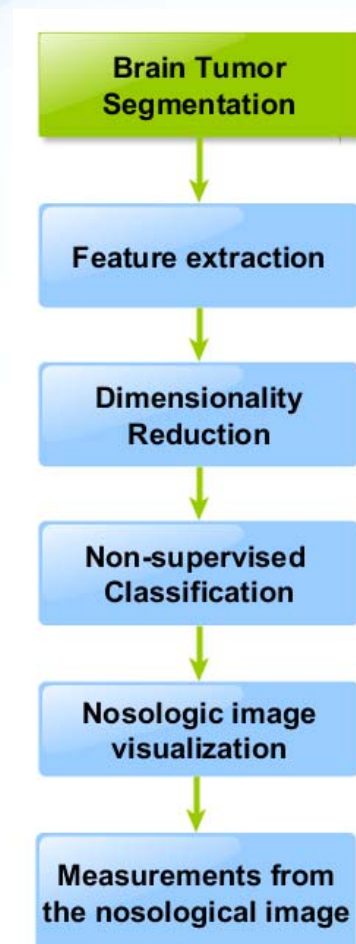 Brain Tumor
Segmentation
Feature extraction
Dimensionality
Reduction
Non-supervised
Classification
Nosologic image
visualization
Measurements from
the nosological image